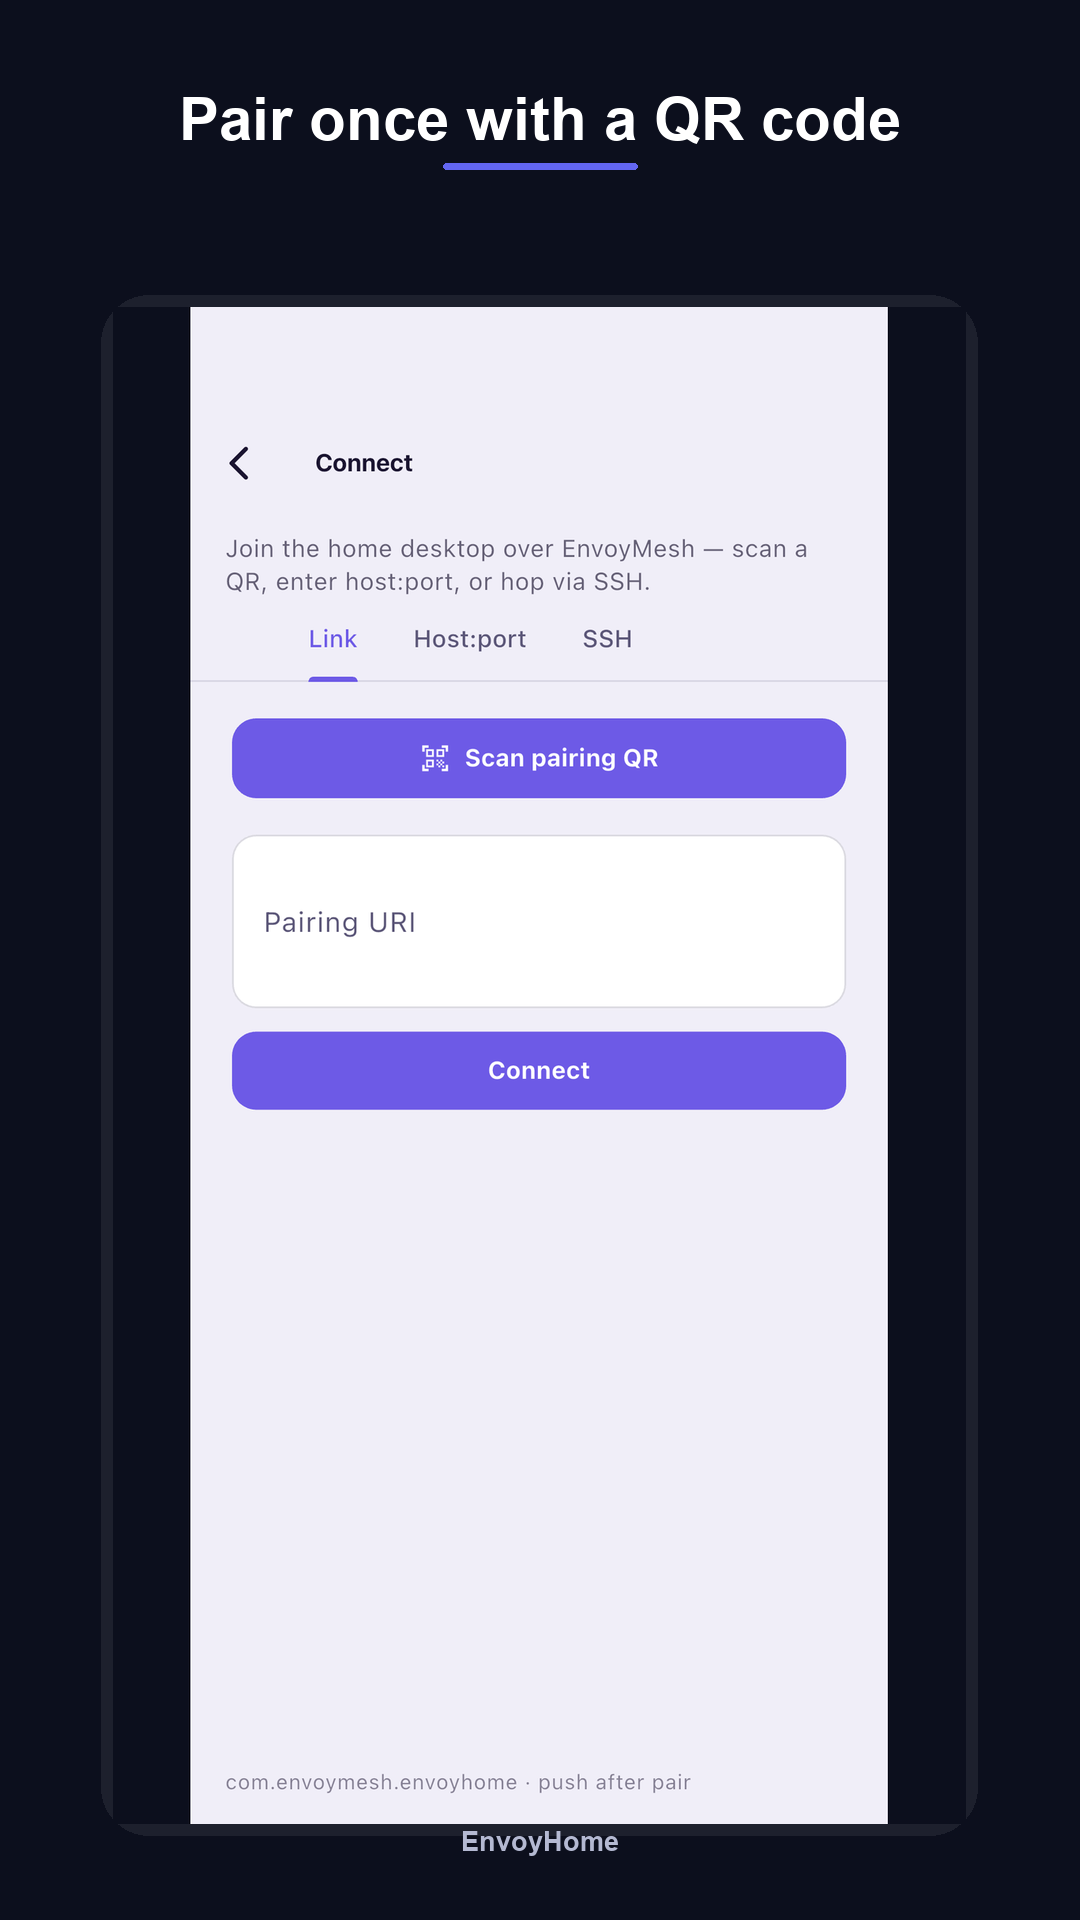 Pair once with a QR code
Connect
Join the home desktop over EnvoyMesh — scan a
QR, enter host:port, or hop via SSH.
Link
Host:port
SSH
Scan pairing QR
Pairing URI
Connect
com.envoymesh.envoyhome · push after pair
EnvoyHome